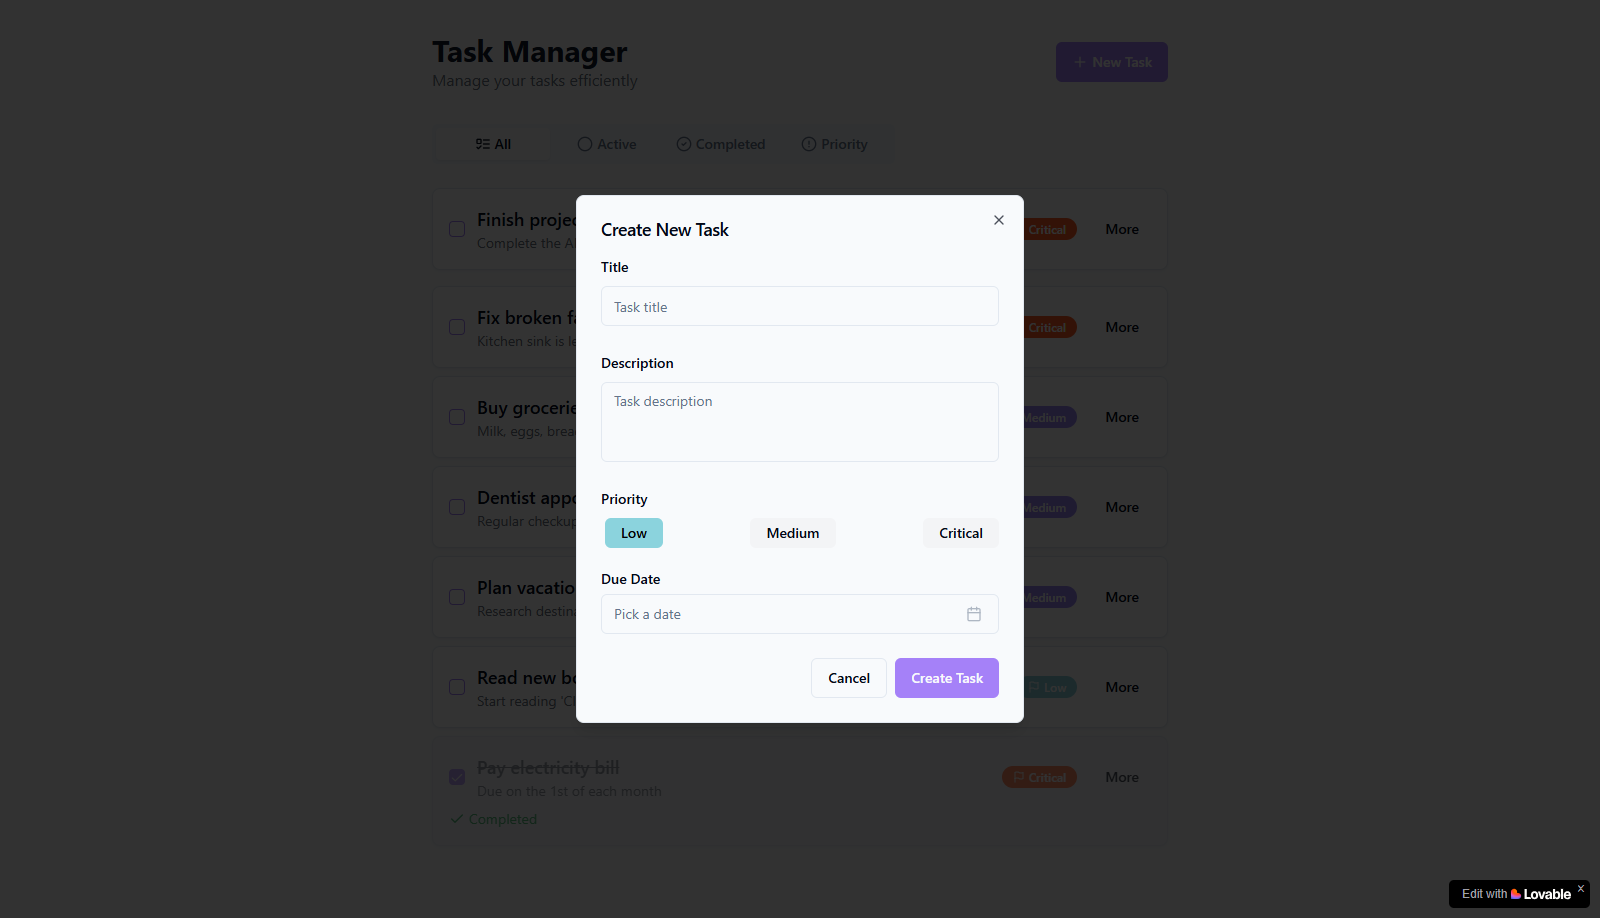 Task Manager
Manage your tasks efficiently
New Task
All
Active
Completed
Priority
Finish projec
Complete the A
Critical
More
Fix broken fa
Kitchen sink is le
Critical
More
Buy grocerie
Milk, eggs, brea
Medium
More
Dentist appo
Regular checkup
Medium
More
Plan vacatio
Research destina
Medium
More
Read new bo
Start reading 'Cl
Low
More
Pay electricity bill
Due on the 1st of each month
Critical
More
Completed
Create New Task
Title
Task title
Description
Task description
Priority
Low
Medium
Critical
Due Date
Pick a date
Cancel
Create Task
Edit with Lovable